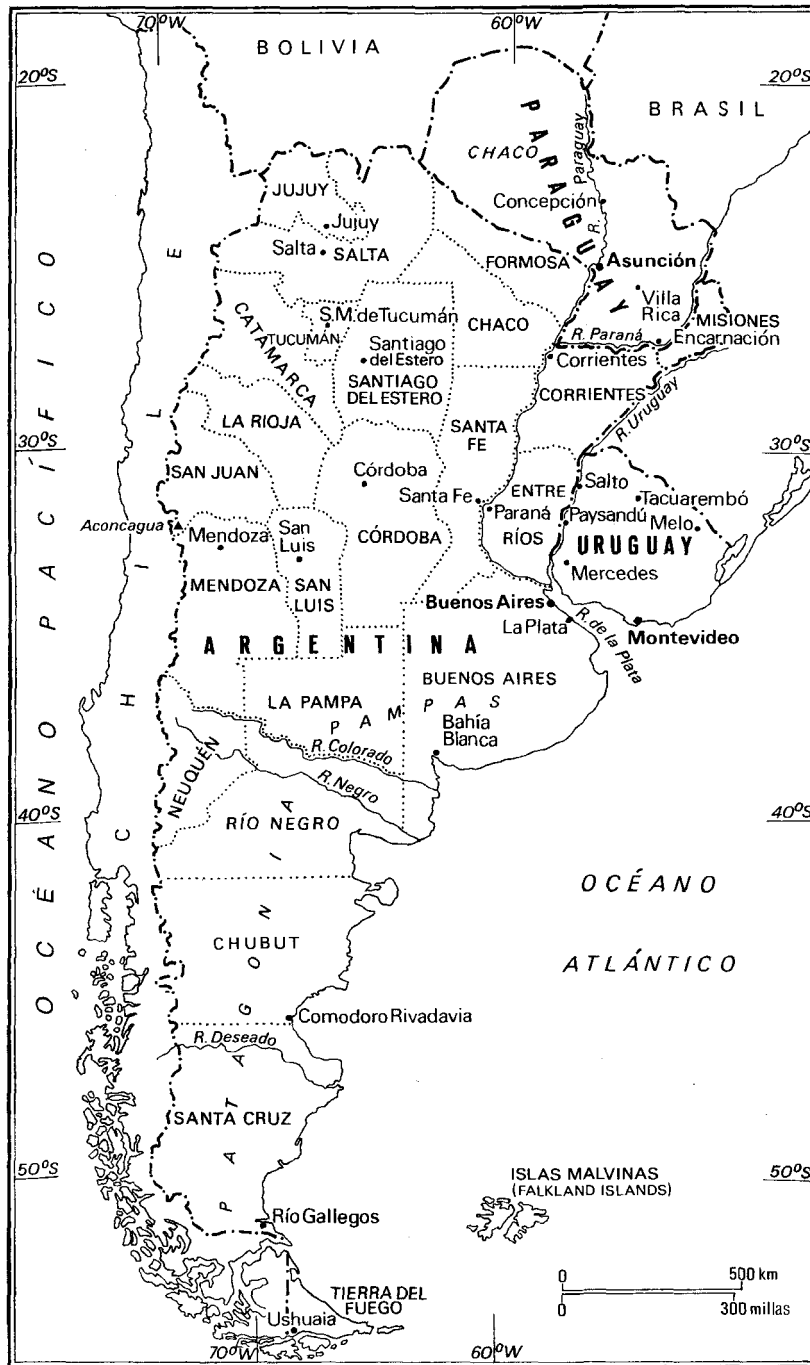 70°W
60°W
BOLIVIA
20°S
20°S
BRASIL
PARAGUAY
CHACO
R. Paraguay
Concepción
JUJUY
Jujuy
Salta
SALTA
FORMOSA
Asunción
Villa
Rica
MISIONES
Encarnación
R. Paraná
CATAMARCA
S.M. de Tucumán
TUCUMÁN
CHACO
Santiago
del Estero
SANTIAGO
DEL ESTERO
Corrientes
CORRIENTES
R. Uruguay
LA RIOJA
SANTA
FE
30°S
30°S
SAN JUAN
Córdoba
Santa Fe
ENTRE
RÍOS
Paraná
Salto
Tacuarembó
Paysandú
Melo
URUGUAY
Mercedes
Aconcagua
Mendoza
San
Luis
CÓRDOBA
MENDOZA
SAN
LUIS
Buenos Aires
La Plata
R. de la Plata
Montevideo
ARGENTINA
BUENOS AIRES
LA PAMPA
PAMPAS
Bahía
Blanca
R. Colorado
NEUQUÉN
R. Negro
RÍO NEGRO
40°S
40°S
OCÉANO PACÍFICO
CHILE
OCÉANO
ATLÁNTICO
CHUBUT
PATAGONIA
Comodoro Rivadavia
R. Deseado
SANTA CRUZ
50°S
50°S
ISLAS MALVINAS
(FALKLAND ISLANDS)
Río Gallegos
0 500 km
0 300 millas
TIERRA DEL
FUEGO
Ushuaia
70°W
60°W